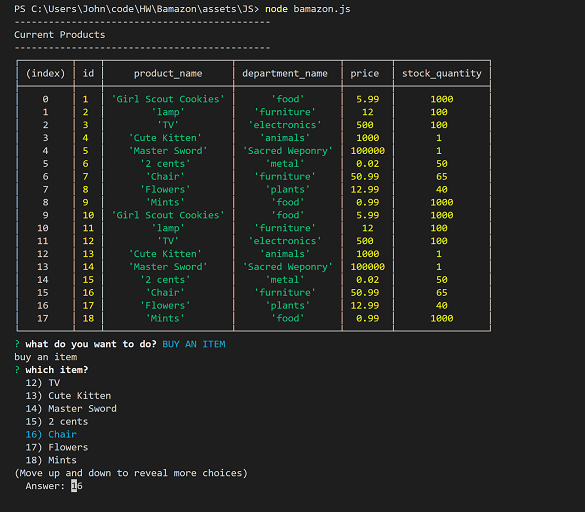 PS C:\Users\John\code\HW\Bamazon\assets\JS> node bamazon.js
-----------------------------------------
Current Products
-----------------------------------------
(index) id product_name department_name price stock_quantity
0 1 'Girl Scout Cookies' 'food' 5.99 1000
1 2 'lamp' 'furniture' 12 100
2 3 'TV' 'electronics' 500 100
3 4 'Cute Kitten' 'animals' 1000 1
4 5 'Master Sword' 'Sacred Weponry' 100000 1
5 6 '2 cents' 'metal' 0.02 50
6 7 'Chair' 'furniture' 50.99 65
7 8 'Flowers' 'plants' 12.99 40
8 9 'Mints' 'food' 0.99 1000
9 10 'Girl Scout Cookies' 'food' 5.99 1000
10 11 'lamp' 'furniture' 12 100
11 12 'TV' 'electronics' 500 100
12 13 'Cute Kitten' 'animals' 1000 1
13 14 'Master Sword' 'Sacred Weponry' 100000 1
14 15 '2 cents' 'metal' 0.02 50
15 16 'Chair' 'furniture' 50.99 65
16 17 'Flowers' 'plants' 12.99 40
17 18 'Mints' 'food' 0.99 1000
? what do you want to do? BUY AN ITEM
buy an item
? which item?
12) TV
13) Cute Kitten
14) Master Sword
15) 2 cents
16) Chair
17) Flowers
18) Mints
(Move up and down to reveal more choices)
Answer: 16